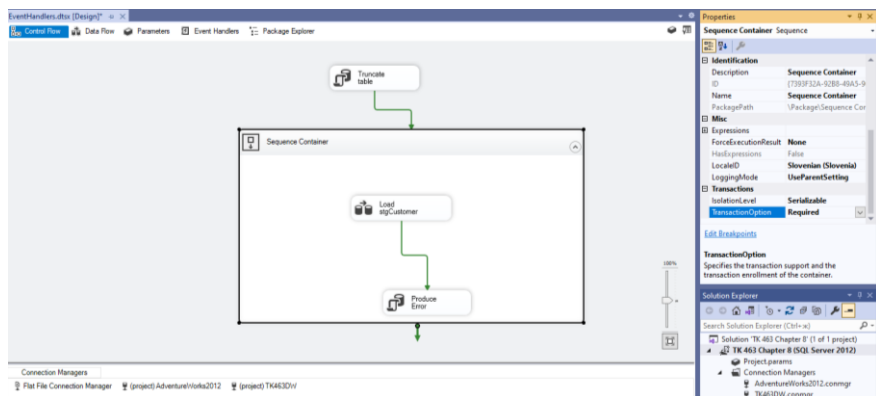 EventHandlers.dtsx [Design]*
Control Flow Data Flow Parameters Event Handlers Package Explorer
Truncate
table
Sequence Container
Load
stgCustomer
Produce
Error
100%
Connection Managers
Flat File Connection Manager (project) AdventureWorks2012 (project) TK463DW
Properties
Sequence Container Sequence
Identification
Description Sequence Container
ID
Name Sequence Container
PackagePath \Package\Sequence Cor
Misc
Expressions
ForceExecutionResult None
HasExpressions False
LocaleID Slovenian (Slovenia)
LoggingMode UseParentSetting
Transactions
IsolationLevel Serializable
TransactionOption Required
Edit Breakpoints
TransactionOption
Specifies the transaction support and the
transaction enrollment of the container.
Solution Explorer
Search Solution Explorer (Ctrl+ж)
Solution 'TK 463 Chapter 8' (1 of 1 project)
TK 463 Chapter 8 (SQL Server 2012)
Project.params
Connection Managers
AdventureWorks2012.conmgr
TK463DW.conmgr